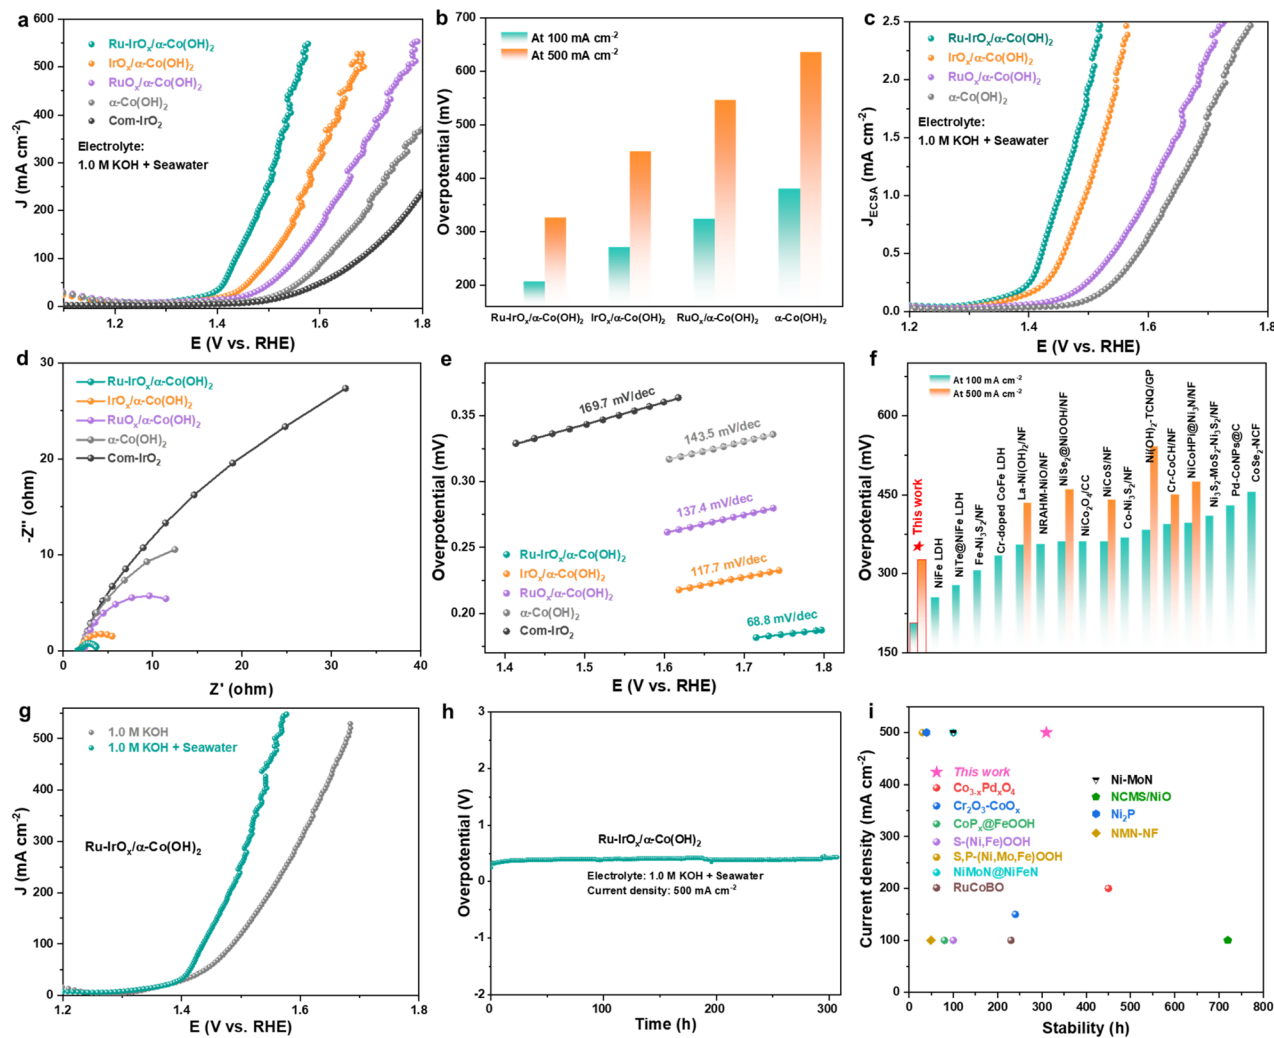 a
600
500
400
300
200
100
0
J (mA cm⁻²)
Ru-IrOₓ/α-Co(OH)₂
IrOₓ/α-Co(OH)₂
RuOₓ/α-Co(OH)₂
α-Co(OH)₂
Com-IrO₂
Electrolyte:
1.0 M KOH + Seawater
1.2 1.4 1.6 1.8
E (V vs. RHE)
b
700
600
500
400
300
200
Overpotential (mV)
At 100 mA cm⁻²
At 500 mA cm⁻²
Ru-IrOₓ/α-Co(OH)₂ IrOₓ/α-Co(OH)₂ RuOₓ/α-Co(OH)₂ α-Co(OH)₂
c
2.5
2.0
1.5
1.0
0.5
0.0
J_ECSA (mA cm⁻²)
Ru-IrOₓ/α-Co(OH)₂
IrOₓ/α-Co(OH)₂
RuOₓ/α-Co(OH)₂
α-Co(OH)₂
Electrolyte:
1.0 M KOH + Seawater
1.2 1.4 1.6 1.8
E (V vs. RHE)
d
30
20
10
0
-Z'' (ohm)
Ru-IrOₓ/α-Co(OH)₂
IrOₓ/α-Co(OH)₂
RuOₓ/α-Co(OH)₂
α-Co(OH)₂
Com-IrO₂
0 10 20 30 40
Z' (ohm)
e
0.35
0.30
0.25
0.20
Overpotential (mV)
169.7 mV/dec
143.5 mV/dec
137.4 mV/dec
117.7 mV/dec
68.8 mV/dec
Ru-IrOₓ/α-Co(OH)₂
IrOₓ/α-Co(OH)₂
RuOₓ/α-Co(OH)₂
α-Co(OH)₂
Com-IrO₂
1.4 1.5 1.6 1.7 1.8
E (V vs. RHE)
f
600
450
300
150
Overpotential (mV)
At 100 mA cm⁻²
At 500 mA cm⁻²
★ This work
NiFe LDH
NiTe@NiFe LDH
Fe-Ni₃S₂/NF
Cr-doped CoFe LDH
La-Ni(OH)₂/NF
NRAHM-NiO/NF
NiSe₂@NiOOH/NF
NiCo₂O₄/CC
NiCoS/NF
Co-Ni₃S₂/NF
Ni(OH)₂-TCNQ/GP
Cr-CoCH/NF
NiCoHPi@Ni₃N/NF
Ni₃S₂-MoS₂-Ni₃S₂/NF
Pd-CoNPs@C
CoSe₂-NCF
g
500
400
300
200
100
0
J (mA cm⁻²)
1.0 M KOH
1.0 M KOH + Seawater
Ru-IrOₓ/α-Co(OH)₂
1.2 1.4 1.6 1.8
E (V vs. RHE)
h
3
2
1
0
-1
-2
Overpotential (V)
Ru-IrOₓ/α-Co(OH)₂
Electrolyte: 1.0 M KOH + Seawater
Current density: 500 mA cm⁻²
0 100 200 300
Time (h)
i
500
400
300
200
100
0
Current density (mA cm⁻²)
This work
Co₃₋ₓPdₓO₄
Cr₂O₃-CoOₓ
CoPₓ@FeOOH
S-(Ni,Fe)OOH
S,P-(Ni,Mo,Fe)OOH
NiMoN@NiFeN
RuCoBO
Ni-MoN
NCMS/NiO
Ni₂P
NMN-NF
0 100 200 300 400 500 600 700 800
Stability (h)